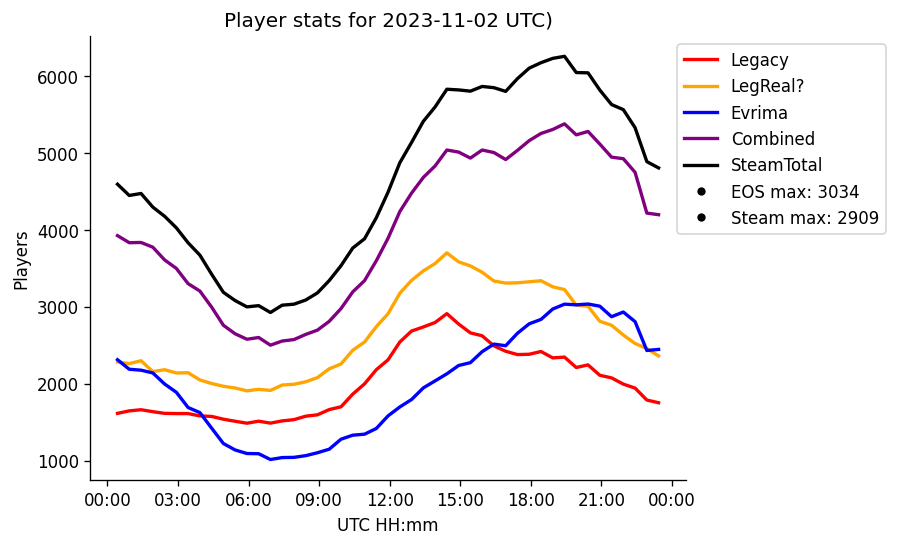 Player stats for 2023-11-02 UTC)
Legacy
LegReal?
Evrima
Combined
SteamTotal
EOS max: 3034
Steam max: 2909
Players
6000
5000
4000
3000
2000
1000
00:00 03:00 06:00 09:00 12:00 15:00 18:00 21:00 00:00
UTC HH:mm